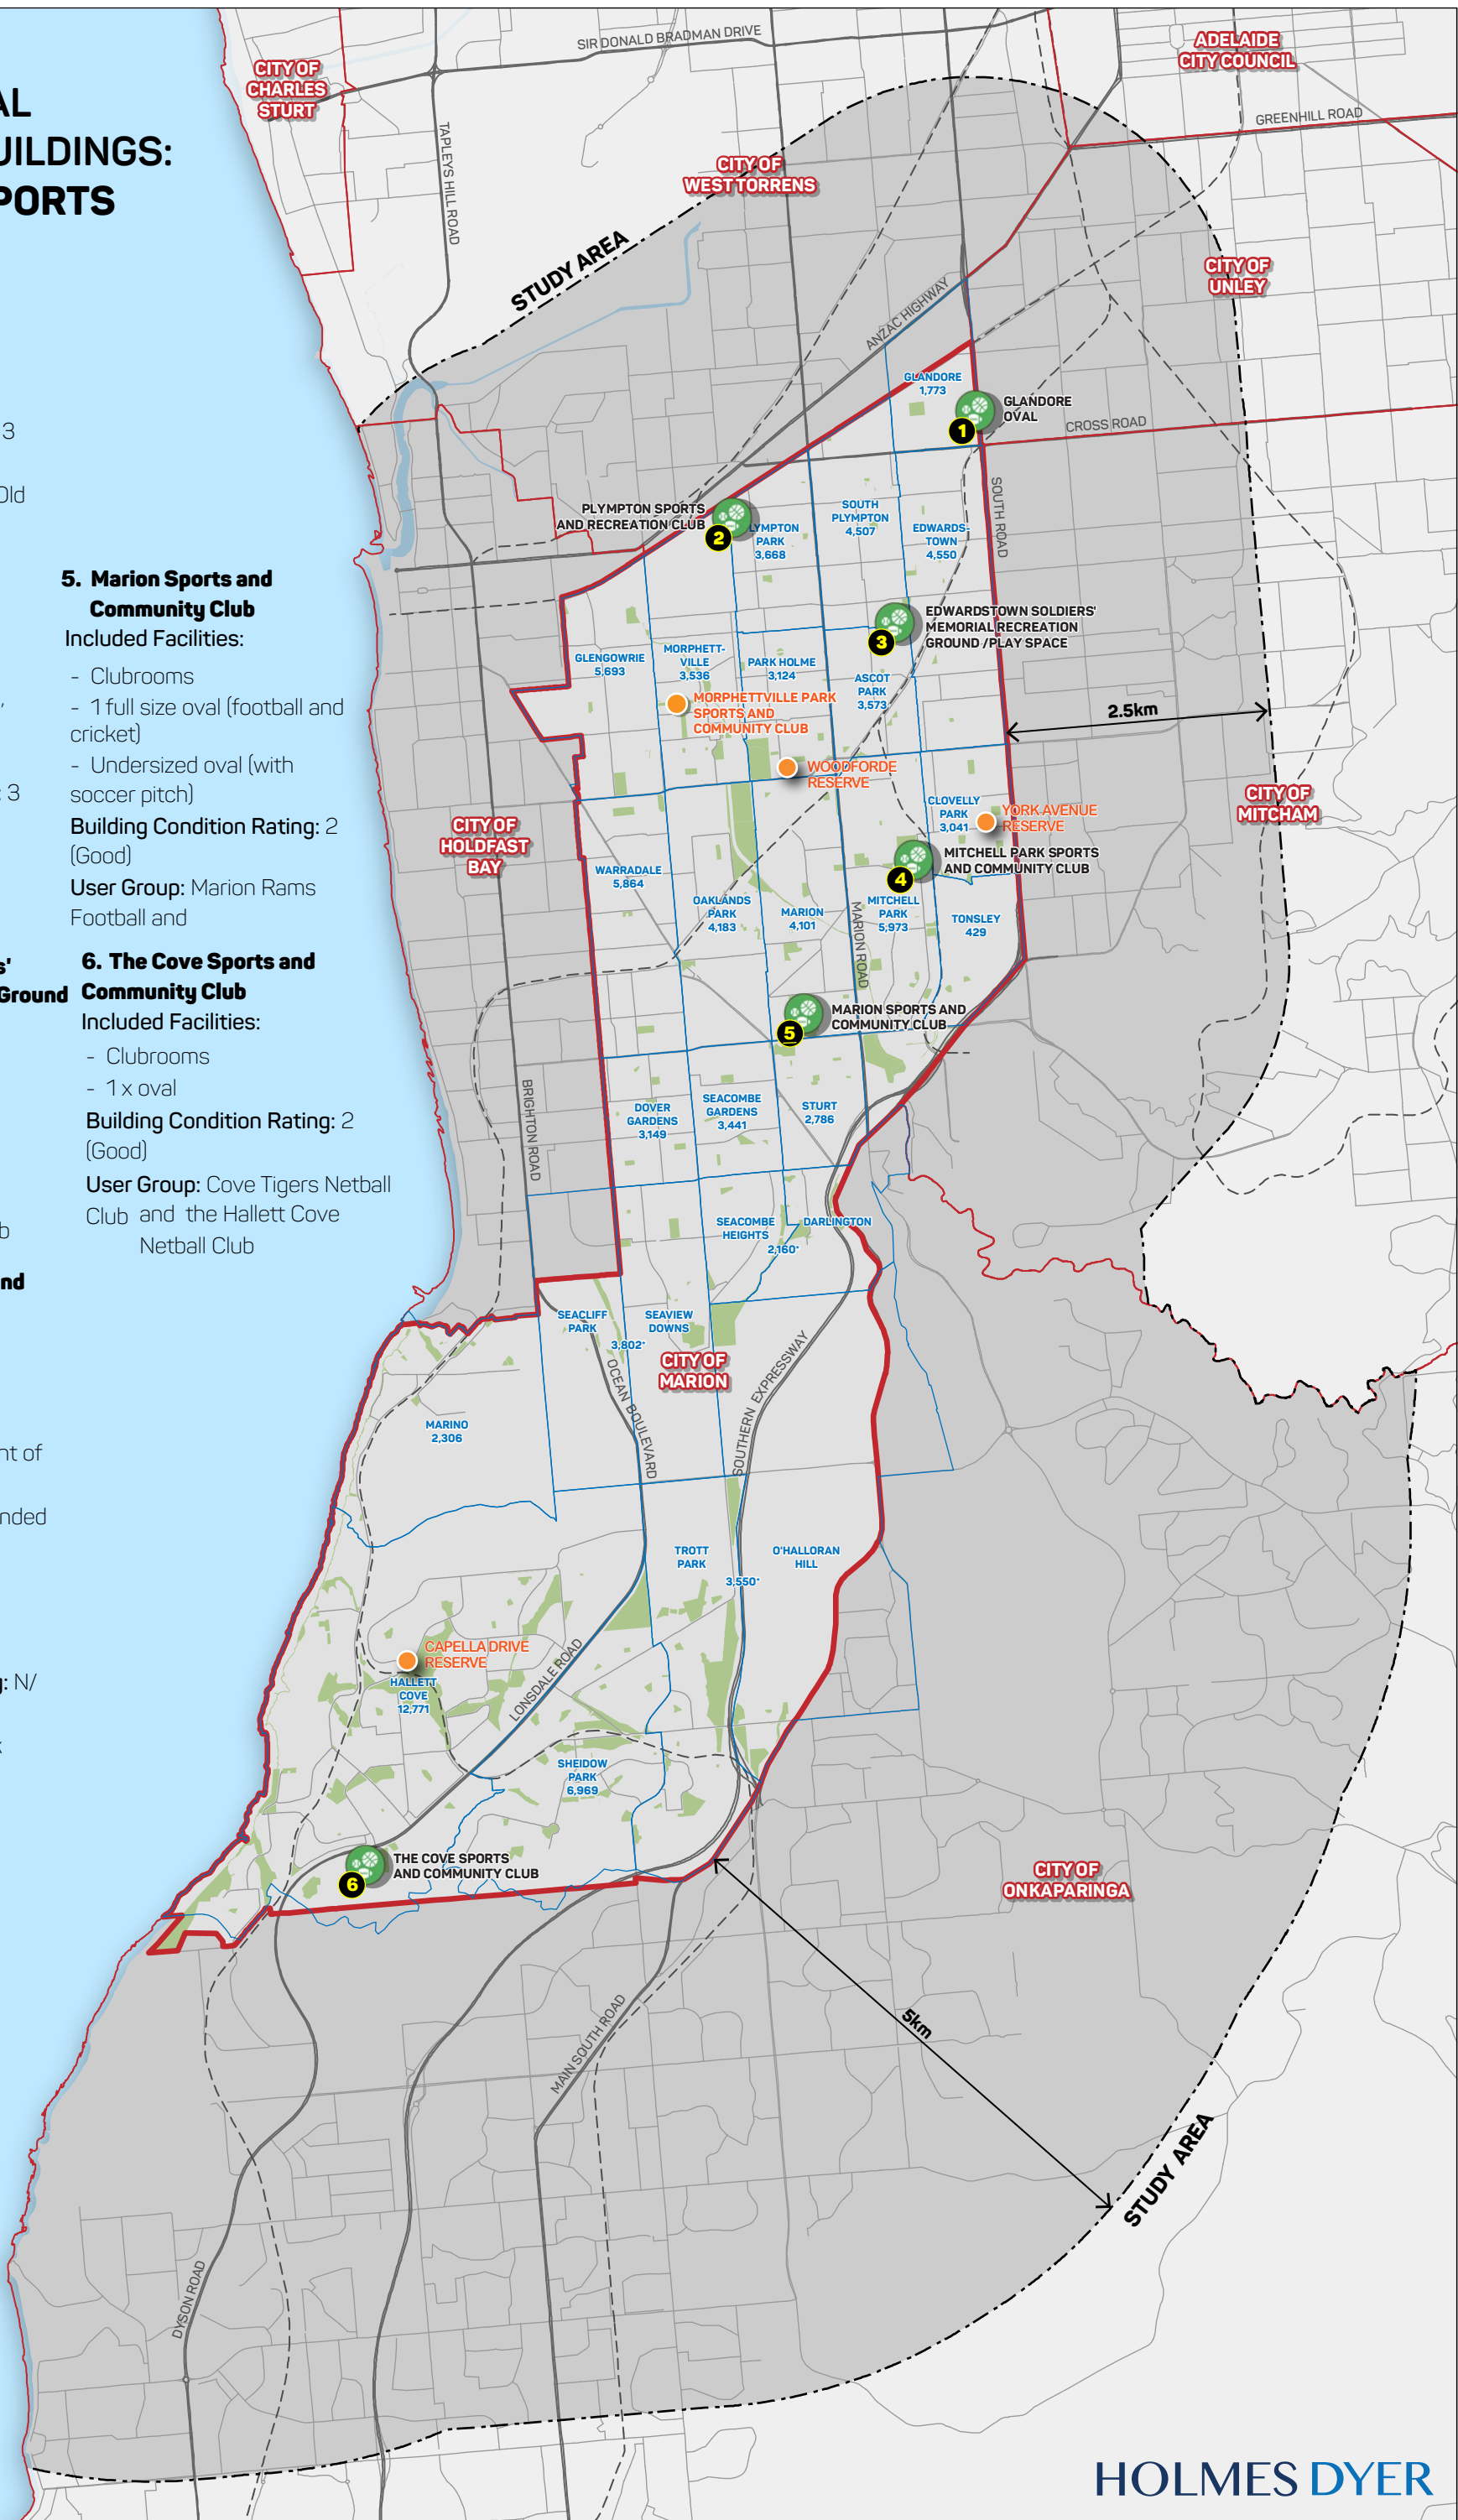 AL
UILDINGS:
PORTS
3
Old
,
: 3
5. Marion Sports and
Community Club
Included Facilities:
- Clubrooms
- 1 full size oval (football and
cricket)
- Undersized oval (with
soccer pitch)
Building Condition Rating: 2
(Good)
User Group: Marion Rams
Football and
s'
Ground
6. The Cove Sports and
Community Club
Included Facilities:
- Clubrooms
- 1 x oval
Building Condition Rating: 2
(Good)
User Group: Cove Tigers Netball
Club and the Hallett Cove
Netball Club
b
nd
nt of
nded
g: N/
x
CITY OF
CHARLES
STURT
SIR DONALD BRADMAN DRIVE
ADELAIDE
CITY COUNCIL
GREENHILL ROAD
TAPLEYS HILL ROAD
CITY OF
WEST TORRENS
STUDY AREA
CITY OF
UNLEY
ANZAC HIGHWAY
GLANDORE
1,773
GLANDORE
OVAL
1
CROSS ROAD
SOUTH ROAD
PLYMPTON SPORTS
AND RECREATION CLUB
2
LYMPTON
PARK
3,668
SOUTH
PLYMPTON
4,507
EDWARDS-
TOWN
4,550
EDWARDSTOWN SOLDIERS'
MEMORIAL RECREATION
GROUND /PLAY SPACE
3
GLENGOWRIE
5,693
MORPHETT-
VILLE
3,536
PARK HOLME
3,124
ASCOT
PARK
3,573
MORPHETTVILLE PARK
SPORTS AND
COMMUNITY CLUB
2.5km
WOODFORDE
RESERVE
CITY OF
MITCHAM
CLOVELLY
PARK
3,041
YORK AVENUE
RESERVE
CITY OF
HOLDFAST
BAY
MITCHELL PARK SPORTS
AND COMMUNITY CLUB
4
WARRADALE
5,864
OAKLANDS
PARK
4,183
MARION
4,101
MARION ROAD
MITCHELL
PARK
5,973
TONSLEY
429
MARION SPORTS AND
COMMUNITY CLUB
5
BRIGHTON ROAD
DOVER
GARDENS
3,149
SEACOMBE
GARDENS
3,441
STURT
2,786
SEACOMBE
HEIGHTS
DARLINGTON
2,160*
SEACLIFF
PARK
SEAVIEW
DOWNS
3,802*
CITY OF
MARION
OCEAN BOULEVARD
SOUTHERN EXPRESSWAY
MARINO
2,306
TROTT
PARK
O'HALLORAN
HILL
3,550*
CAPELLA DRIVE
RESERVE
HALLETT
COVE
12,771
LONSDALE ROAD
SHEIDOW
PARK
6,969
THE COVE SPORTS
AND COMMUNITY CLUB
6
CITY OF
ONKAPARINGA
5km
MAIN SOUTH ROAD
STUDY AREA
DYSON ROAD
HOLMES DYER